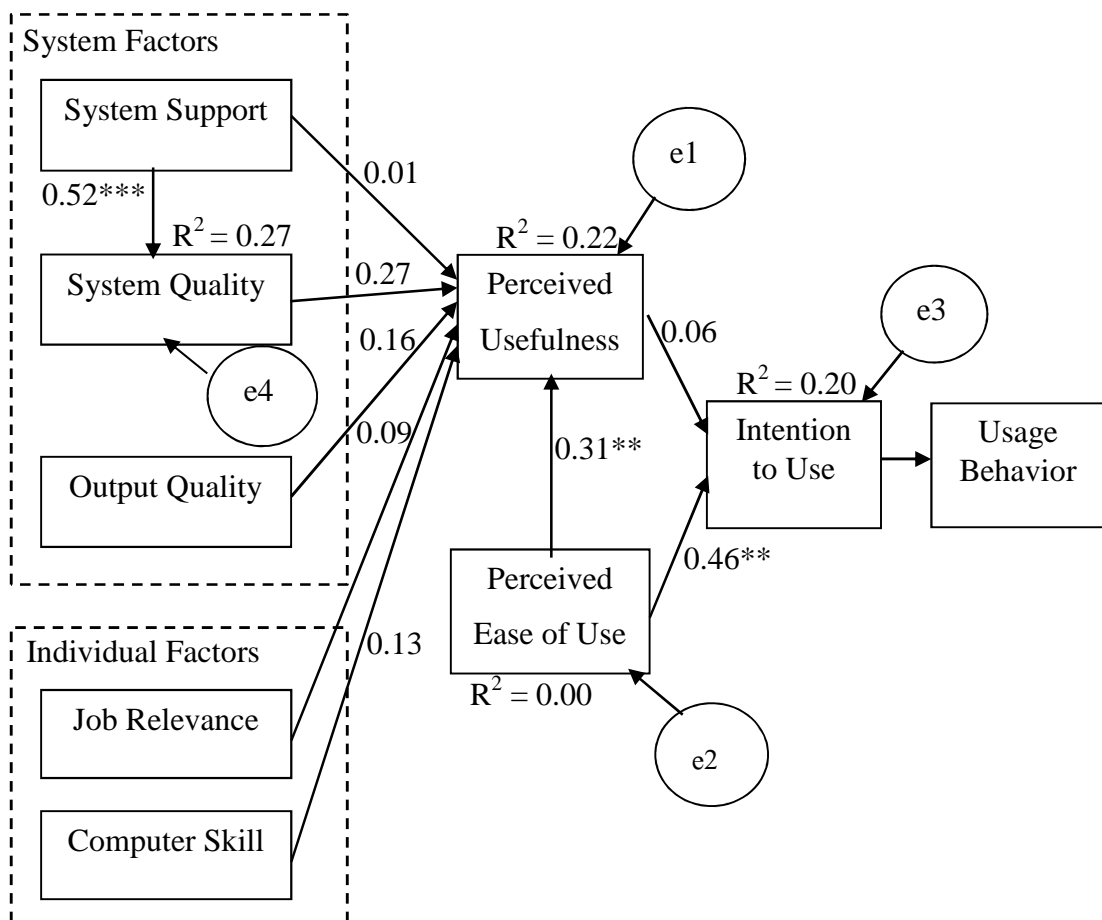 System Factors
System Support
0.52***
R² = 0.27
System Quality
e4
Output Quality
Individual Factors
Job Relevance
Computer Skill
0.01
0.27
0.16
0.09
0.13
e1
R² = 0.22
Perceived
Usefulness
0.31**
Perceived
Ease of Use
R² = 0.00
e2
0.06
0.46**
e3
R² = 0.20
Intention
to Use
Usage
Behavior